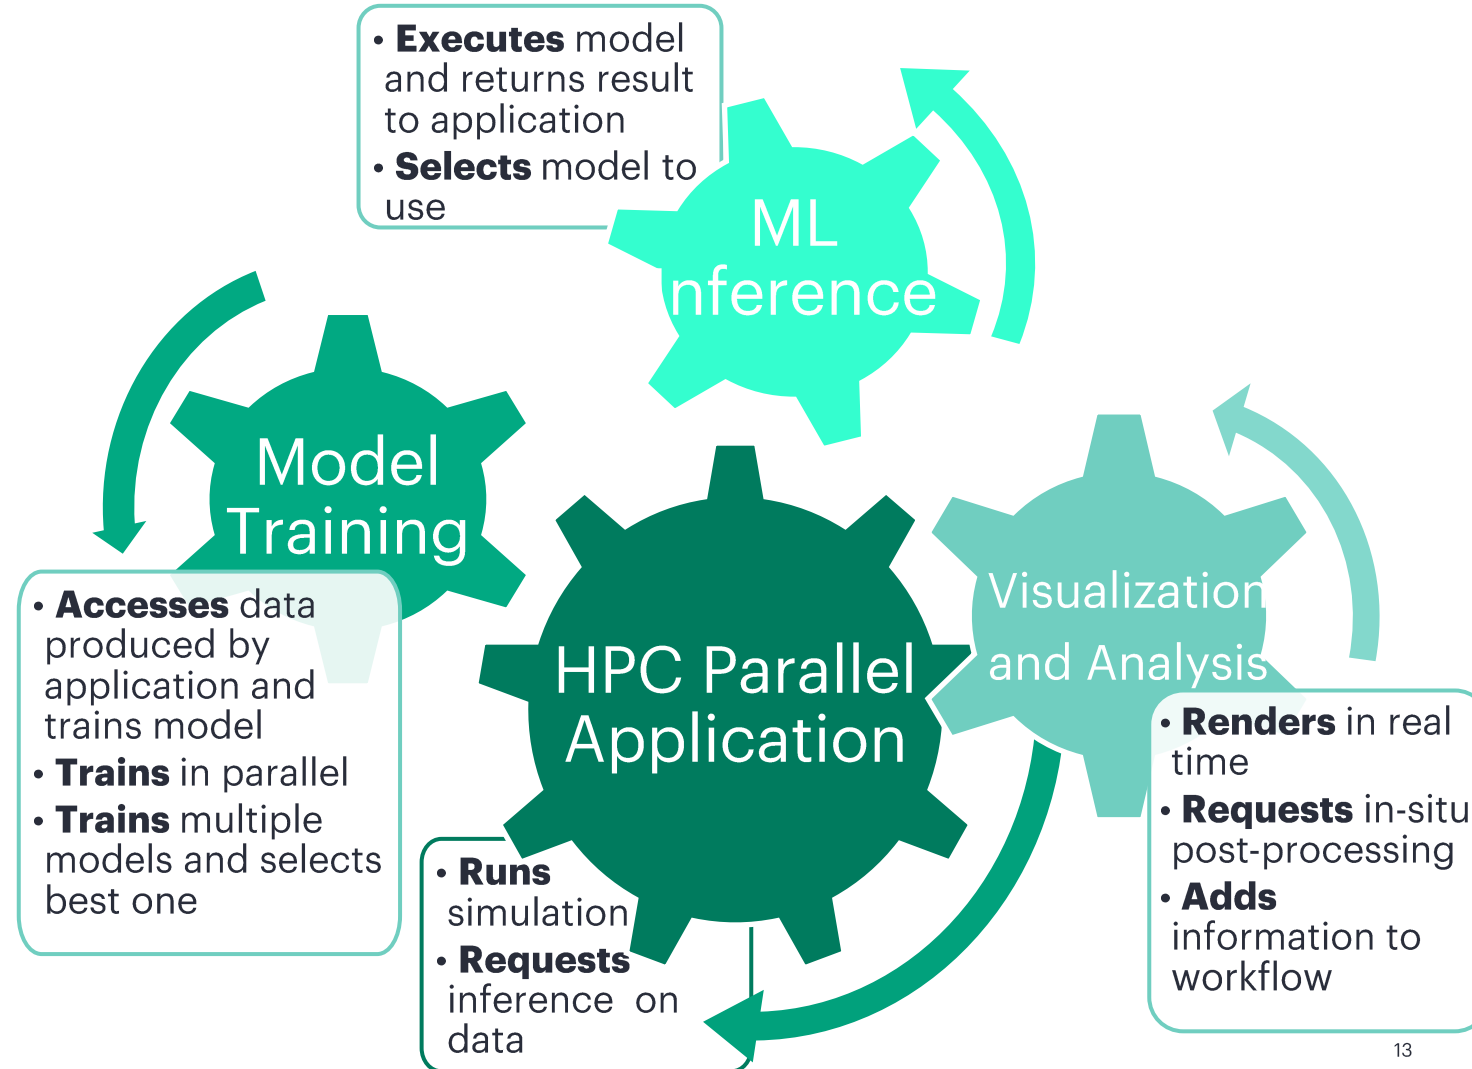 • Executes model
and returns result
to application
• Selects model to
use
ML
nference
Model
Training
• Accesses data
produced by
application and
trains model
• Trains in parallel
• Trains multiple
models and selects
best one
HPC Parallel
Application
• Runs
simulation
• Requests
inference on
data
Visualization
and Analysis
• Renders in real
time
• Requests in-situ
post-processing
• Adds
information to
workflow
13